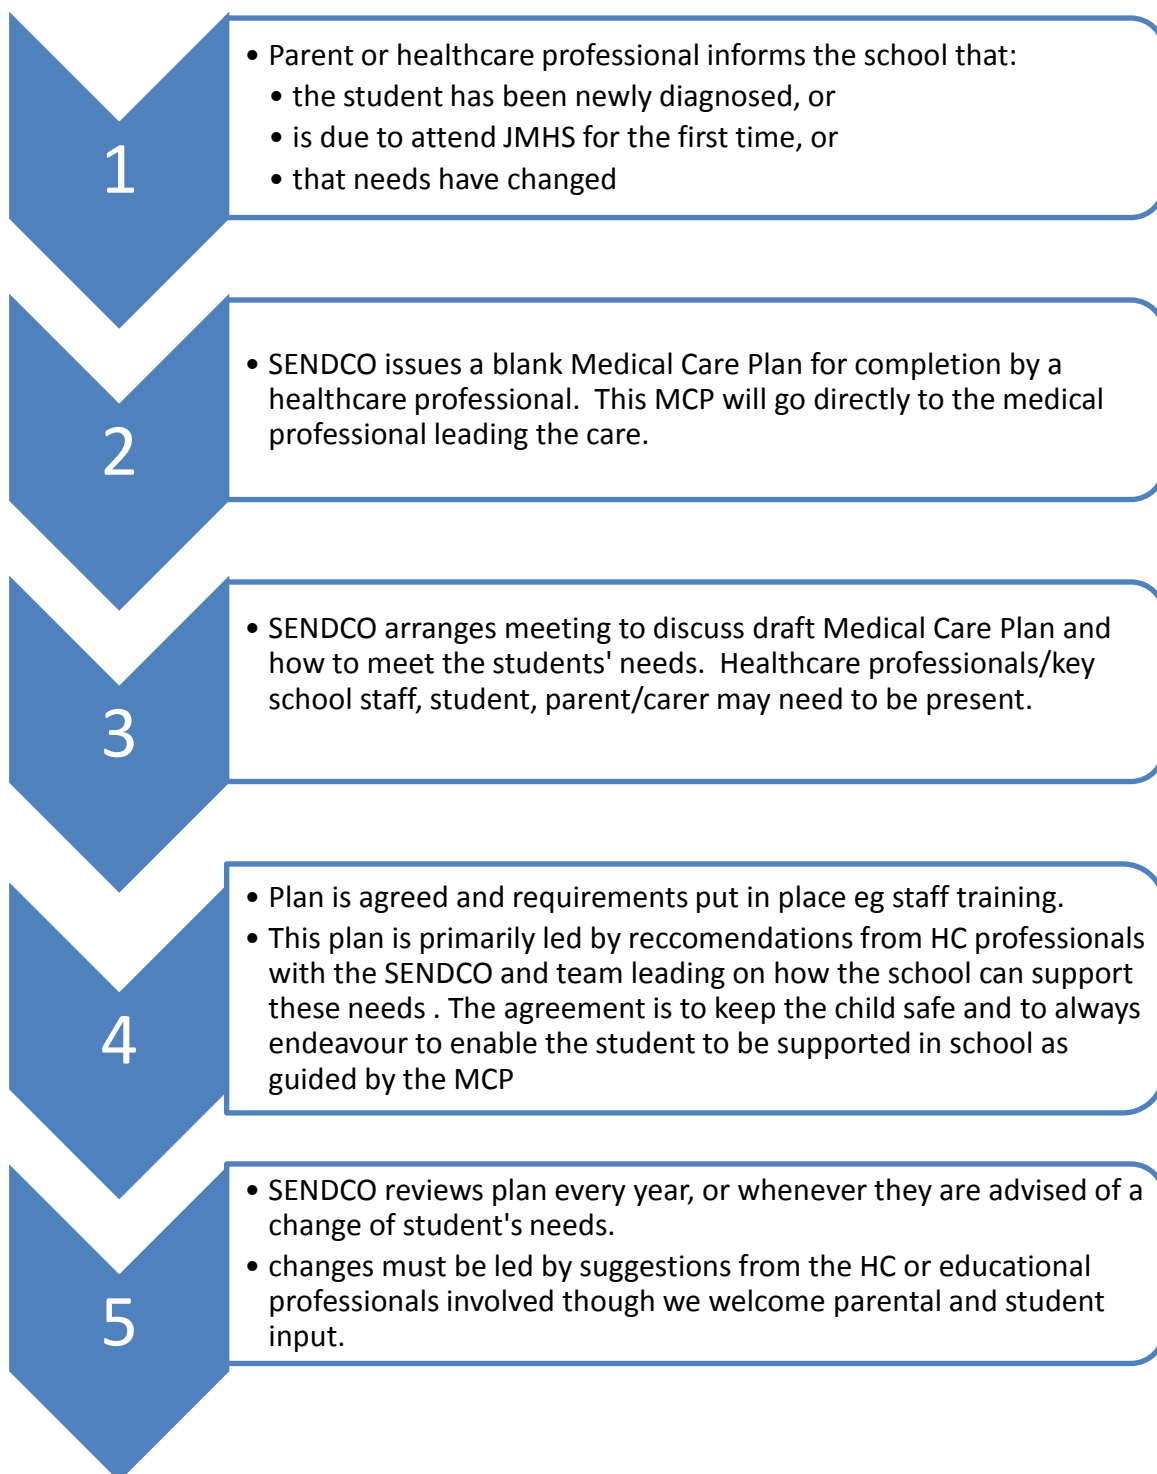 1
• Parent or healthcare professional informs the school that:
• the student has been newly diagnosed, or
• is due to attend JMHS for the first time, or
• that needs have changed
2
• SENDCO issues a blank Medical Care Plan for completion by a
healthcare professional.  This MCP will go directly to the medical
professional leading the care.
3
• SENDCO arranges meeting to discuss draft Medical Care Plan and
how to meet the students' needs.  Healthcare professionals/key
school staff, student, parent/carer may need to be present.
4
• Plan is agreed and requirements put in place eg staff training.
• This plan is primarily led by reccomendations from HC professionals
with the SENDCO and team leading on how the school can support
these needs . The agreement is to keep the child safe and to always
endeavour to enable the student to be supported in school as
guided by the MCP
5
• SENDCO reviews plan every year, or whenever they are advised of a
change of student's needs.
• changes must be led by suggestions from the HC or educational
professionals involved though we welcome parental and student
input.